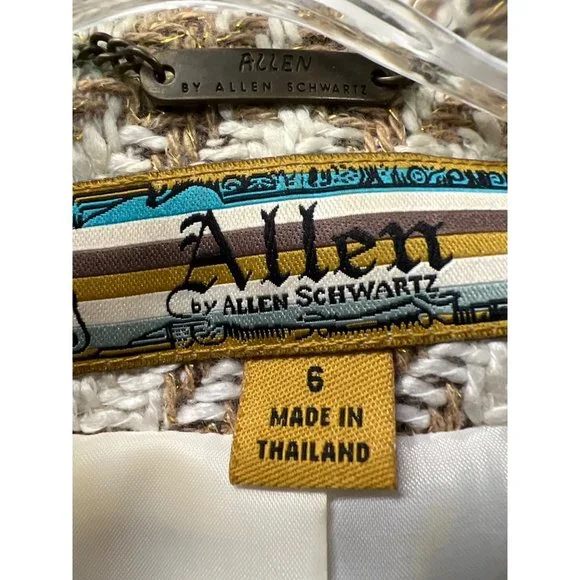 ALLEN
BY ALLEN SCHWARTZ
Allen
by ALLEN SCHWARTZ
6
MADE IN
THAILAND